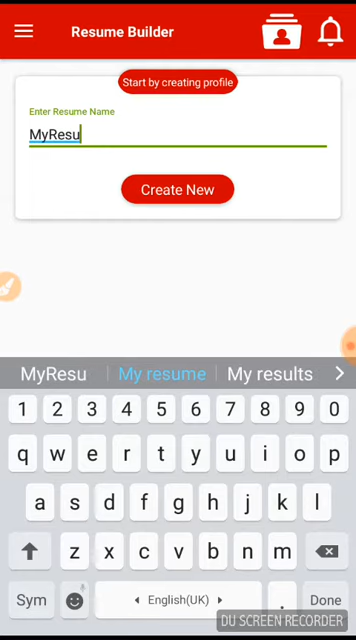 Resume Builder
Start by creating profile
Enter Resume Name
MyResu
Create New
MyResu My resume My results
1 2 3 4 5 6 7 8 9 0
q w e r t y u i o p
a s d f g h j k l
z x c v b n m
Sym English(UK) . Done
DU SCREEN RECORDER